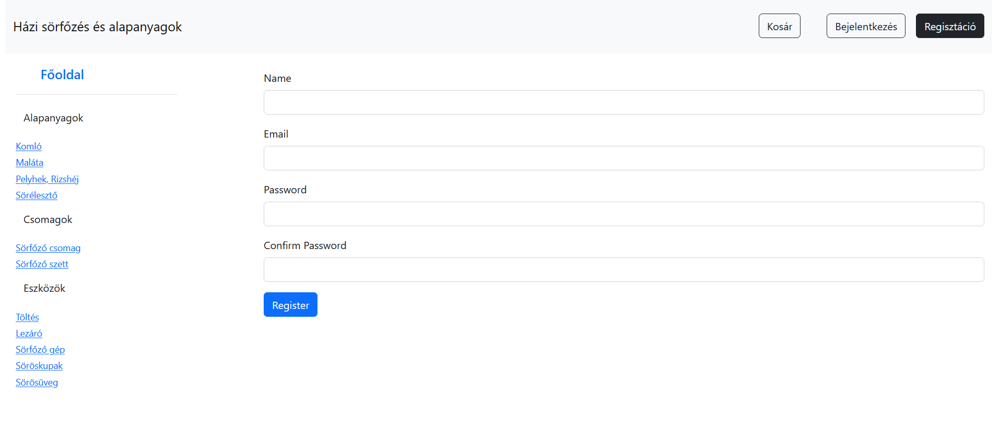 Házi sörfőzés és alapanyagok
Kosár
Bejelentkezés
Regisztáció
Főoldal
Alapanyagok
Komló
Maláta
Pelyhek, Rizshéj
Sörélesztő
Csomagok
Sörfőző csomag
Sörfőző szett
Eszközök
Töltés
Lezáró
Sörfőző gép
Söröskupak
Sörösüveg
Name
Email
Password
Confirm Password
Register